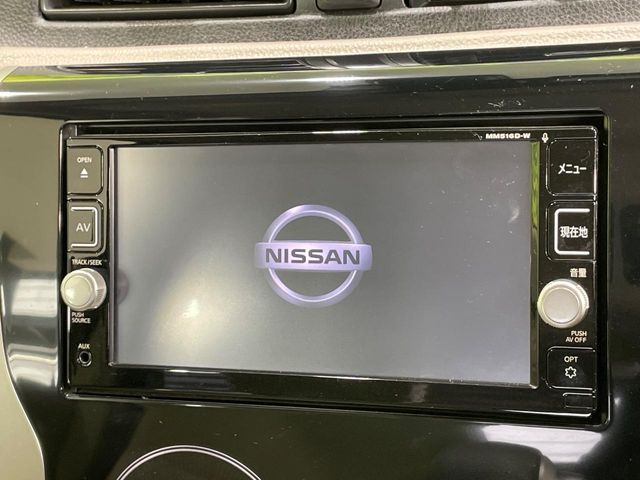 MM516D-W
OPEN
メニュー
AV
現在地
NISSAN
TRACK/SEEK
音量
PUSH
SOURCE
PUSH
AV OFF
AUX
OPT